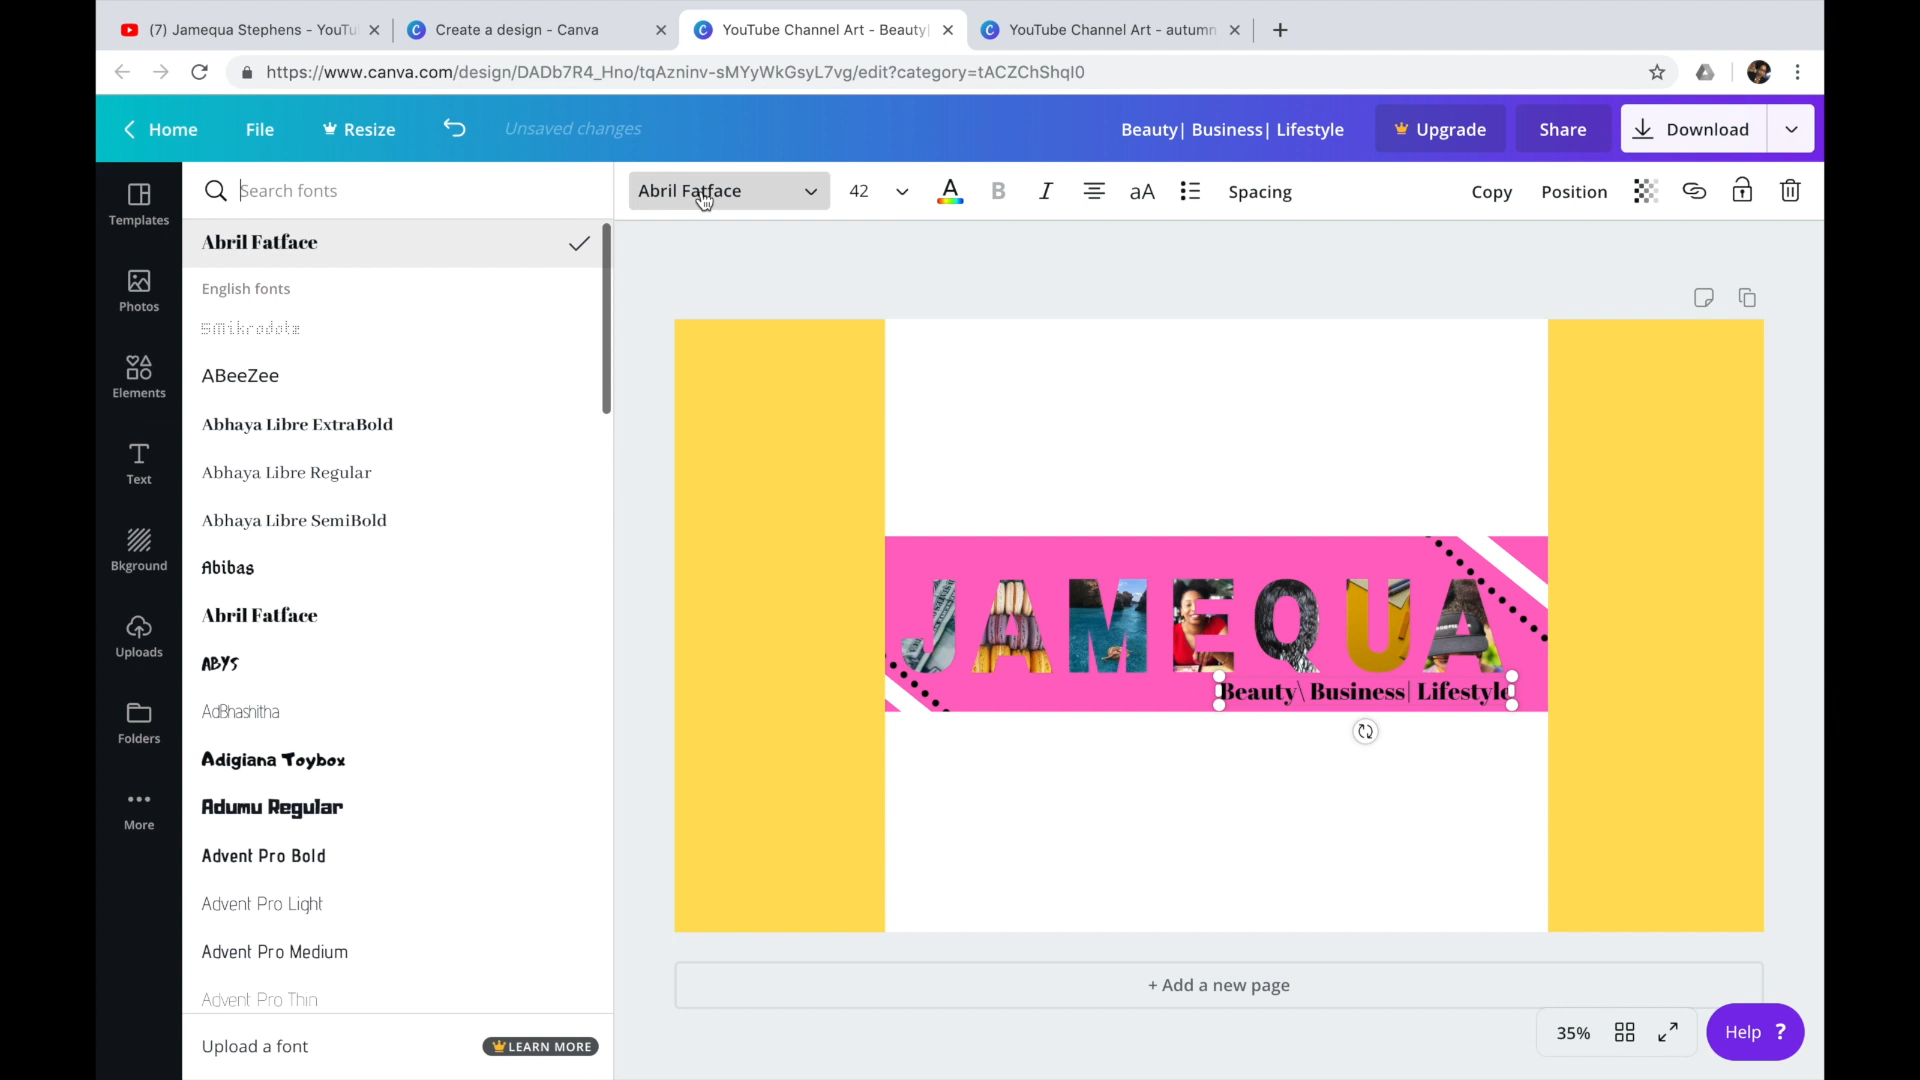 (7) Jamequa Stephens - YouTu
Create a design - Canva
YouTube Channel Art - Beauty|
YouTube Channel Art - autumn
https://www.canva.com/design/DADb7R4_Hno/tqAzninv-sMYyWkGsyL7vg/edit?category=tACZChShqI0
Home
File
Resize
Unsaved changes
Beauty| Business| Lifestyle
Upgrade
Share
Download
Templates
Photos
Elements
Text
Bkground
Uploads
Folders
More
Search fonts
Abril Fatface
English fonts
5Mikrodotz
ABeeZee
Abhaya Libre ExtraBold
Abhaya Libre Regular
Abhaya Libre SemiBold
Abibas
Abril Fatface
ABYS
AdBhashitha
Adigiana Toybox
Adumu Regular
Advent Pro Bold
Advent Pro Light
Advent Pro Medium
Advent Pro Thin
Upload a font
LEARN MORE
Abril Fatface
42
A
B
I
aA
Spacing
Copy
Position
JAMEQUA
Beauty\ Business| Lifestyle
+ Add a new page
35%
Help ?